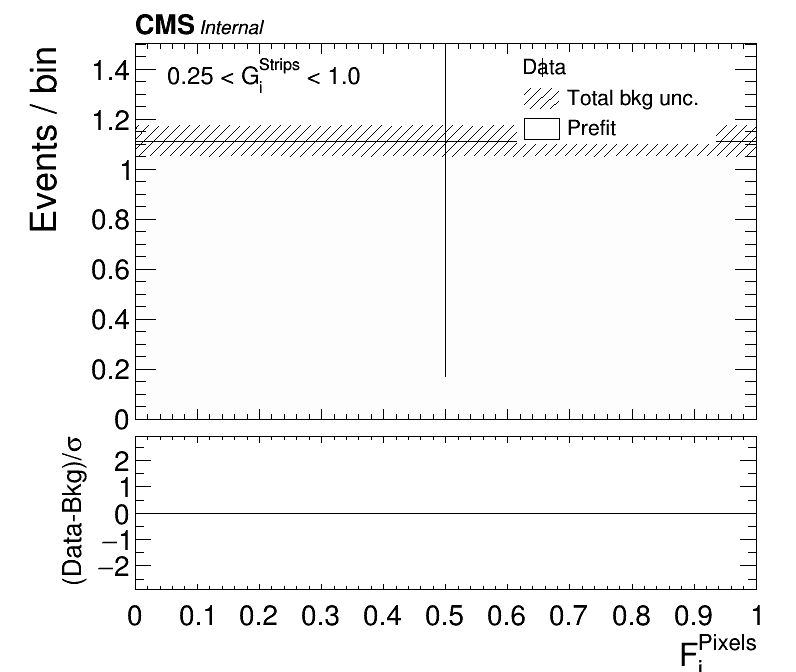 CMS Internal
0.25 < G_i^Strips < 1.0
Data
Total bkg unc.
Prefit
Events / bin
1.4
1.2
1
0.8
0.6
0.4
0.2
0
(Data-Bkg)/σ
2
1
0
−1
−2
0 0.1 0.2 0.3 0.4 0.5 0.6 0.7 0.8 0.9 1
F_i^Pixels